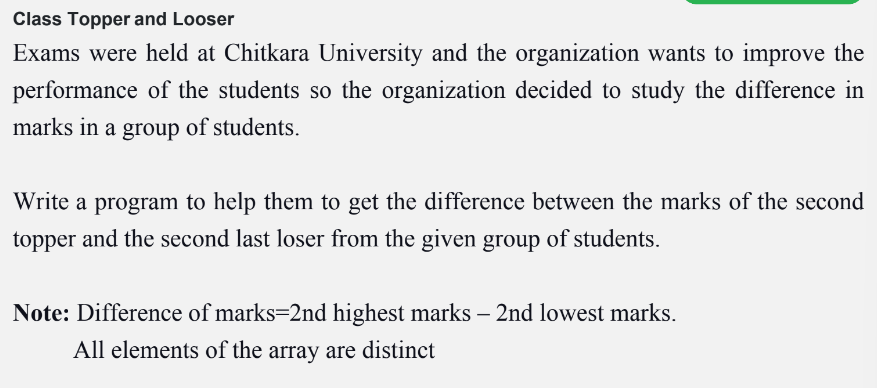 Class Topper and Looser
Exams were held at Chitkara University and the organization wants to improve the
performance of the students so the organization decided to study the difference in
marks in a group of students.
Write a program to help them to get the difference between the marks of the second
topper and the second last loser from the given group of students.
Note: Difference of marks=2nd highest marks – 2nd lowest marks.
All elements of the array are distinct